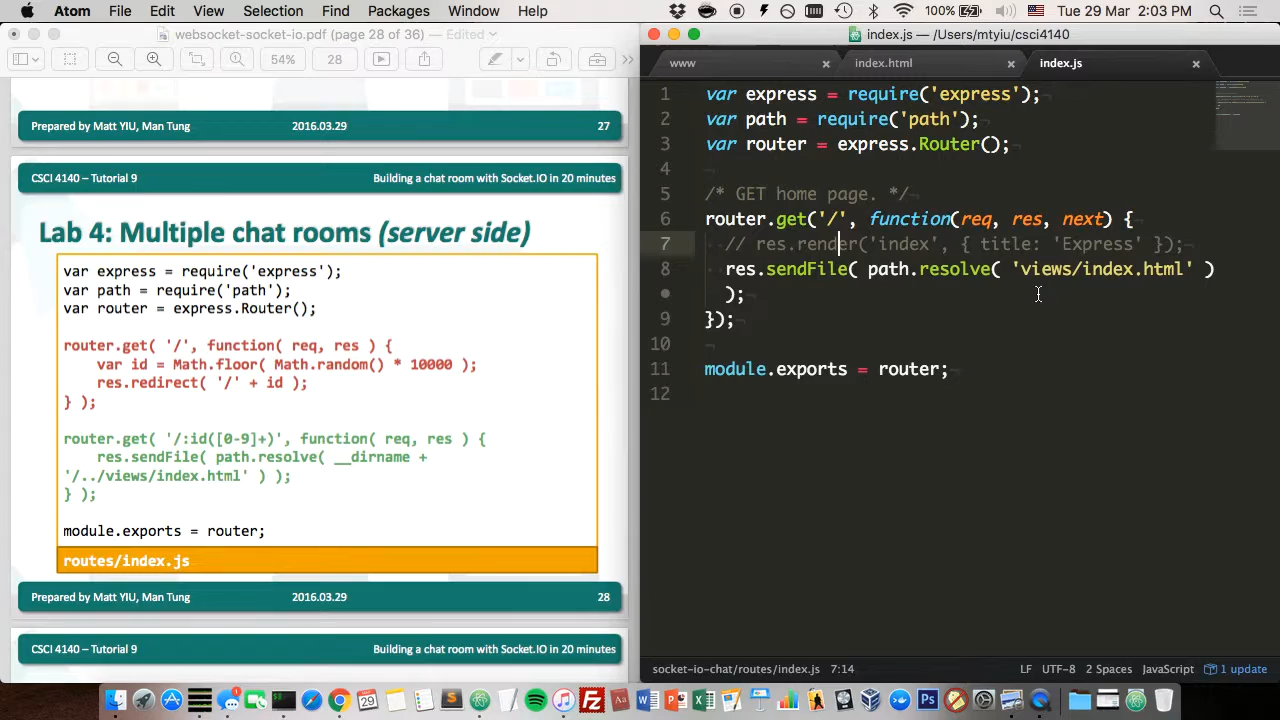 Atom File Edit View Selection Find Packages Window Help
100% Tue 29 Mar 2:03 PM
websocket-socket-io.pdf (page 28 of 36) — Edited
54% 28
Prepared by Matt YIU, Man Tung 2016.03.29 27
CSCI 4140 – Tutorial 9 Building a chat room with Socket.IO in 20 minutes
Lab 4: Multiple chat rooms (server side)
var express = require('express');
var path = require('path');
var router = express.Router();
router.get( '/', function( req, res ) {
var id = Math.floor( Math.random() * 10000 );
res.redirect( '/' + id );
} );
router.get( '/:id([0-9]+)', function( req, res ) {
res.sendFile( path.resolve( __dirname +
'/../views/index.html' ) );
} );
module.exports = router;
routes/index.js
Prepared by Matt YIU, Man Tung 2016.03.29 28
CSCI 4140 – Tutorial 9 Building a chat room with Socket.IO in 20 minutes
index.js — /Users/mtyiu/csci4140
www index.html index.js
1 var express = require('express');
2 var path = require('path');
3 var router = express.Router();
4
5 /* GET home page. */
6 router.get('/', function(req, res, next) {
7 // res.render('index', { title: 'Express' });
8 res.sendFile( path.resolve( 'views/index.html' )
• );
9 });
10
11 module.exports = router;
12
socket-io-chat/routes/index.js 7:14 LF UTF-8 2 Spaces JavaScript 1 update